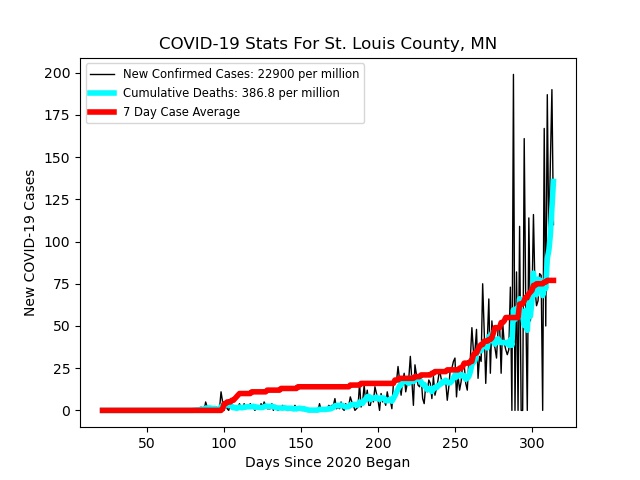 COVID-19 Stats For St. Louis County, MN
New Confirmed Cases: 22900 per million
Cumulative Deaths: 386.8 per million
7 Day Case Average
200
175
150
125
100
75
50
25
0
New COVID-19 Cases
50 100 150 200 250 300
Days Since 2020 Began